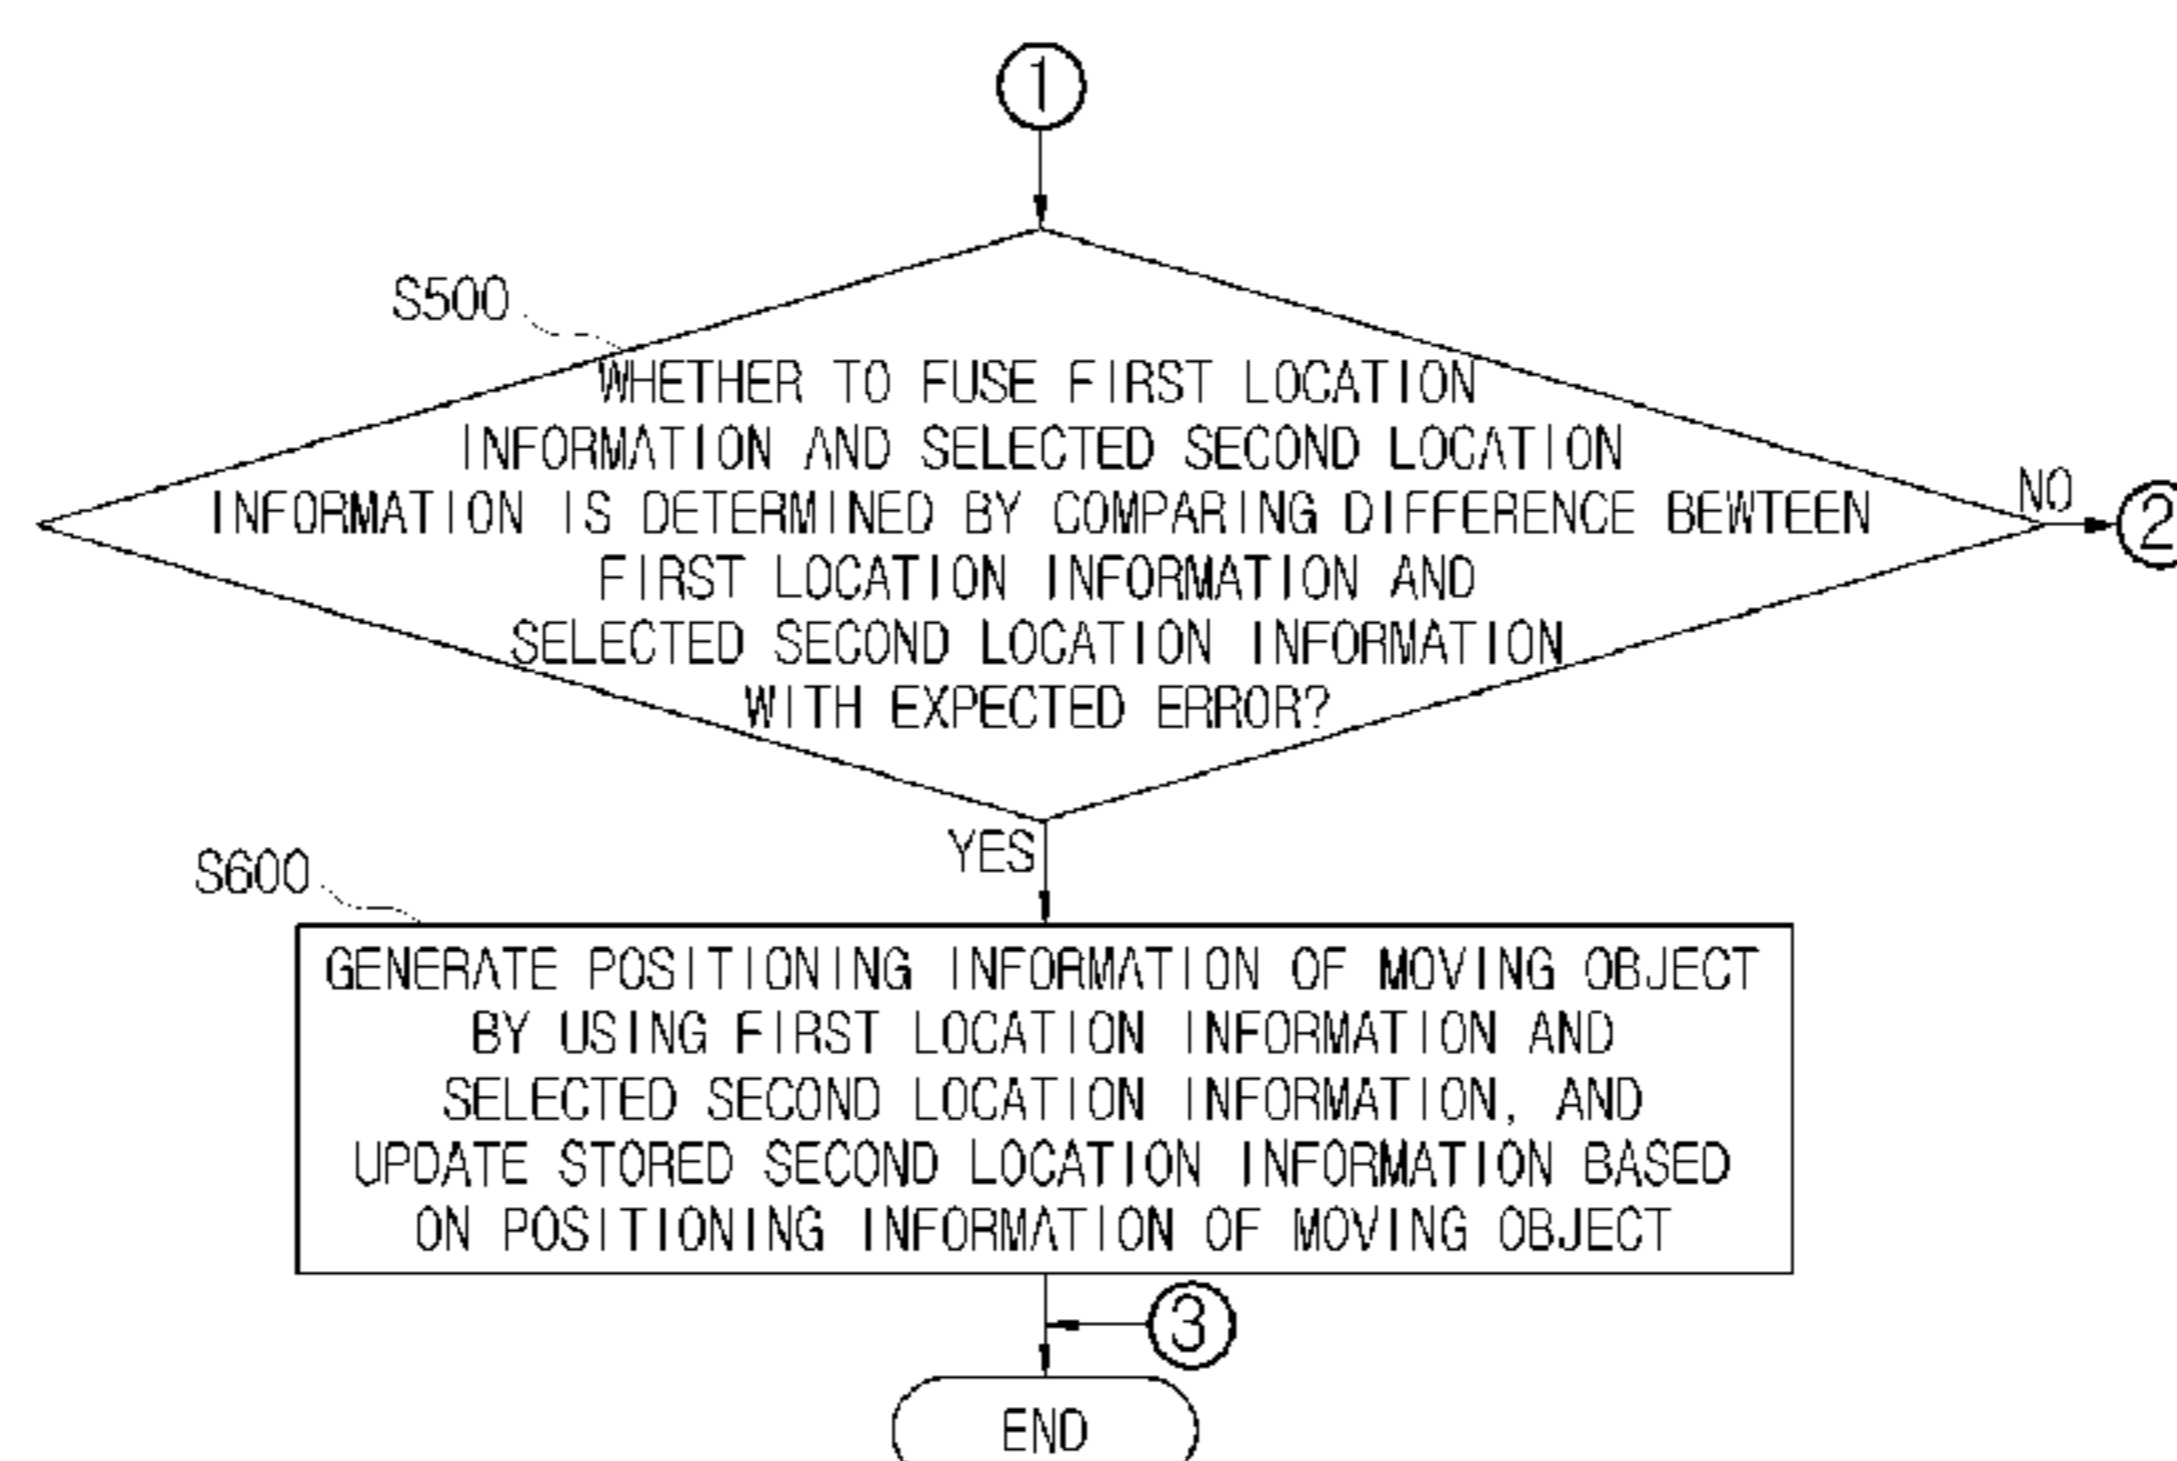 1
S500
WHETHER TO FUSE FIRST LOCATION
INFORMATION AND SELECTED SECOND LOCATION
INFORMATION IS DETERMINED BY COMPARING DIFFERENCE BEWTEEN
FIRST LOCATION INFORMATION AND
SELECTED SECOND LOCATION INFORMATION
WITH EXPECTED ERROR?
NO
2
YES
S600
GENERATE POSITIONING INFORMATION OF MOVING OBJECT
BY USING FIRST LOCATION INFORMATION AND
SELECTED SECOND LOCATION INFORMATION, AND
UPDATE STORED SECOND LOCATION INFORMATION BASED
ON POSITIONING INFORMATION OF MOVING OBJECT
3
END